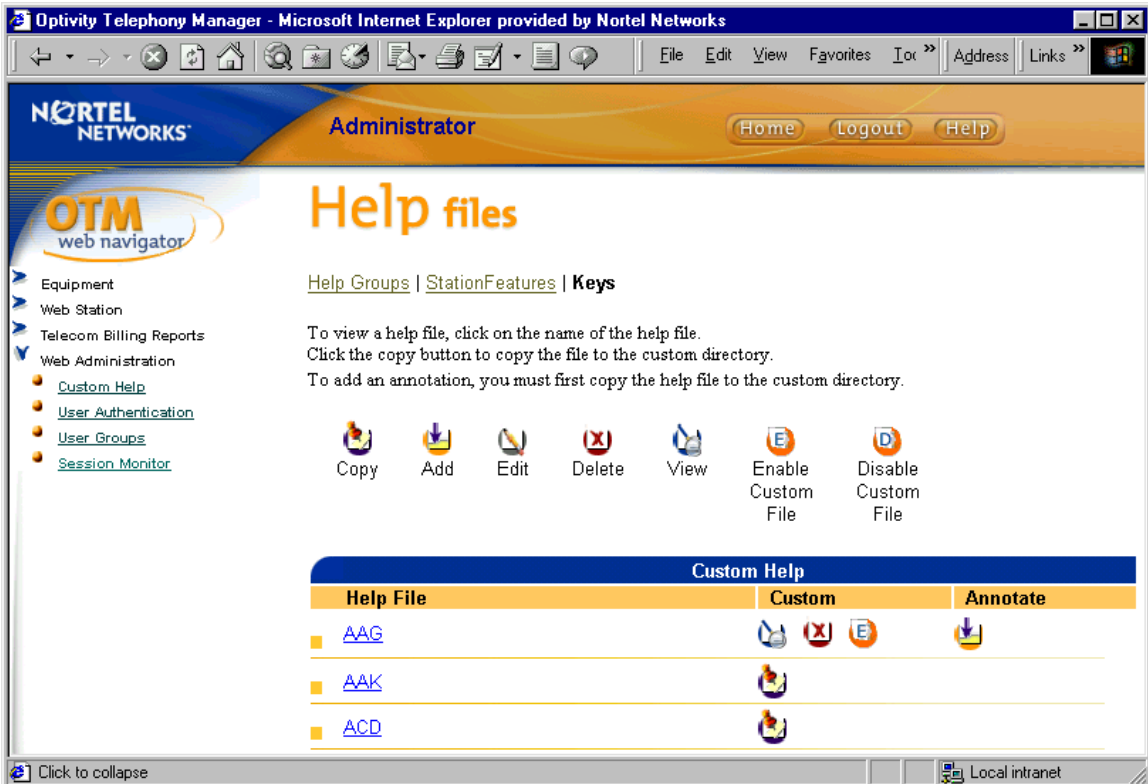 Optivity Telephony Manager - Microsoft Internet Explorer provided by Nortel Networks
File Edit View Favorites Toc » Address Links »
NORTEL
NETWORKS
Administrator
Home Logout Help
OTM
web navigator
Help files
Equipment
Web Station
Telecom Billing Reports
Web Administration
Custom Help
User Authentication
User Groups
Session Monitor
Help Groups | StationFeatures | Keys
To view a help file, click on the name of the help file.
Click the copy button to copy the file to the custom directory.
To add an annotation, you must first copy the help file to the custom directory.
Copy Add Edit Delete View Enable Custom File Disable Custom File
Custom Help
Help File Custom Annotate
AAG E
AAK
ACD
Click to collapse Local intranet